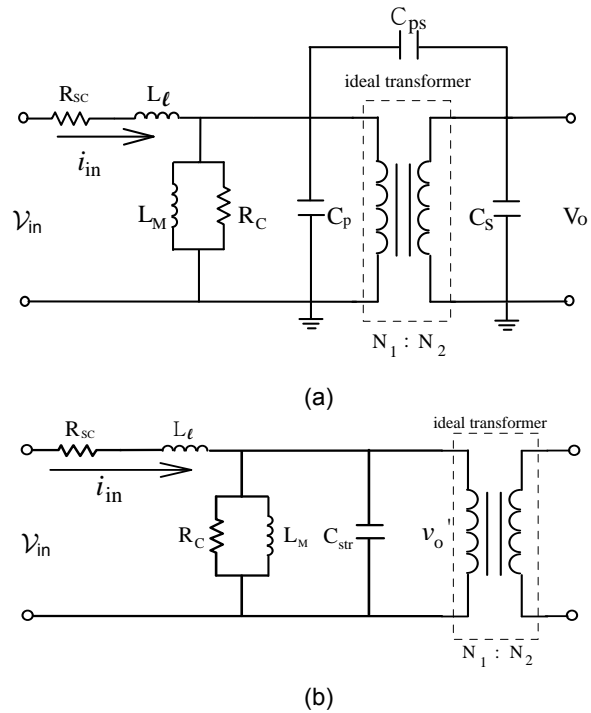 C_ps
ideal transformer
R_SC L_ℓ
i_in
L_M R_C C_p C_S
V_in V_o
N_1 : N_2
(a)
ideal transformer
R_SC L_ℓ
i_in
V_in R_C L_M C_str v_o'
N_1 : N_2
(b)